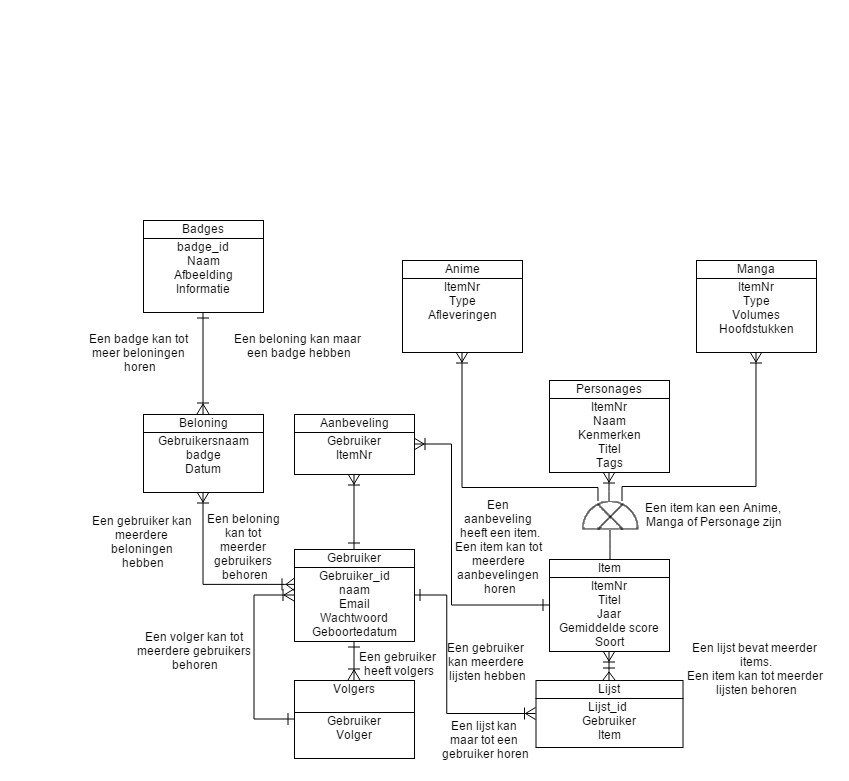 Badges
badge_id
Naam
Afbeelding
Informatie
Anime
ItemNr
Type
Afleveringen
Manga
ItemNr
Type
Volumes
Hoofdstukken
Een badge kan tot
meer beloningen
horen
Een beloning kan maar
een badge hebben
Personages
ItemNr
Naam
Kenmerken
Titel
Tags
Beloning
Gebruikersnaam
badge
Datum
Aanbeveling
Gebruiker
ItemNr
Een item kan een Anime,
Manga of Personage zijn
Een gebruiker kan
meerdere
beloningen
hebben
Een beloning
kan tot
meerder
gebruikers
behoren
Een
aanbeveling
heeft een item.
Een item kan tot
meerdere
aanbevelingen
horen
Gebruiker
Gebruiker_id
naam
Email
Wachtwoord
Geboortedatum
Item
ItemNr
Titel
Jaar
Gemiddelde score
Soort
Een volger kan tot
meerdere gebruikers
behoren
Een gebruiker
heeft volgers
Een gebruiker
kan meerdere
lijsten hebben
Een lijst bevat meerder
items.
Een item kan tot meerder
lijsten behoren
Volgers
Gebruiker
Volger
Lijst
Lijst_id
Gebruiker
Item
Een lijst kan
maar tot een
gebruiker horen